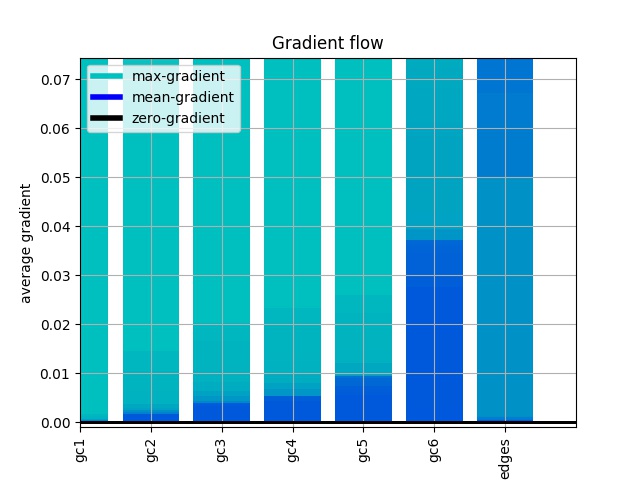 Gradient flow
max-gradient
mean-gradient
zero-gradient
average gradient
0.07
0.06
0.05
0.04
0.03
0.02
0.01
0.00
gc1
gc2
gc3
gc4
gc5
gc6
edges